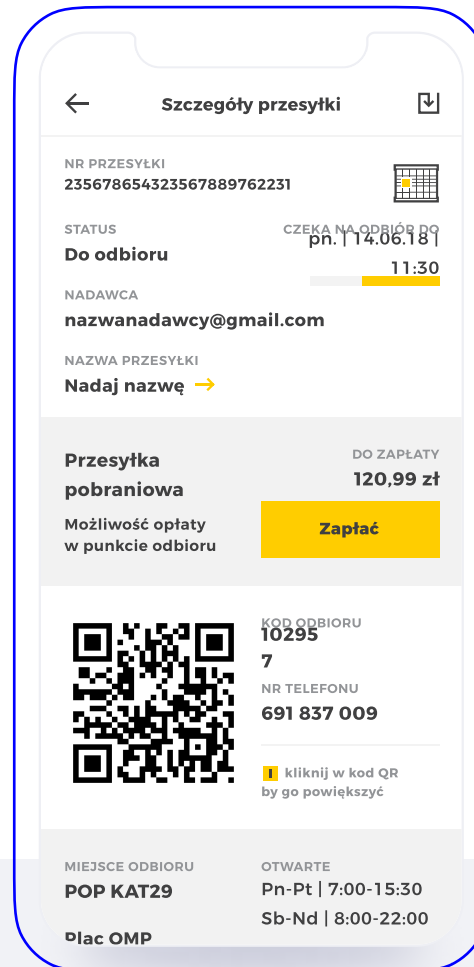 Szczegóły przesyłki
NR PRZESYŁKI
235678654323567889762231
STATUS
Do odbioru
CZEKA NA ODBIÓR DO
pn. | 14.06.18 |
11:30
NADAWCA
nazwanadawcy@gmail.com
NAZWA PRZESYŁKI
Nadaj nazwę →
Przesyłka
pobraniowa
Możliwość opłaty
w punkcie odbioru
DO ZAPŁATY
120,99 zł
Zapłać
KOD ODBIORU
10295
7
NR TELEFONU
691 837 009
kliknij w kod QR
by go powiększyć
MIEJSCE ODBIORU
POP KAT29
Plac OMP
OTWARTE
Pn-Pt | 7:00-15:30
Sb-Nd | 8:00-22:00